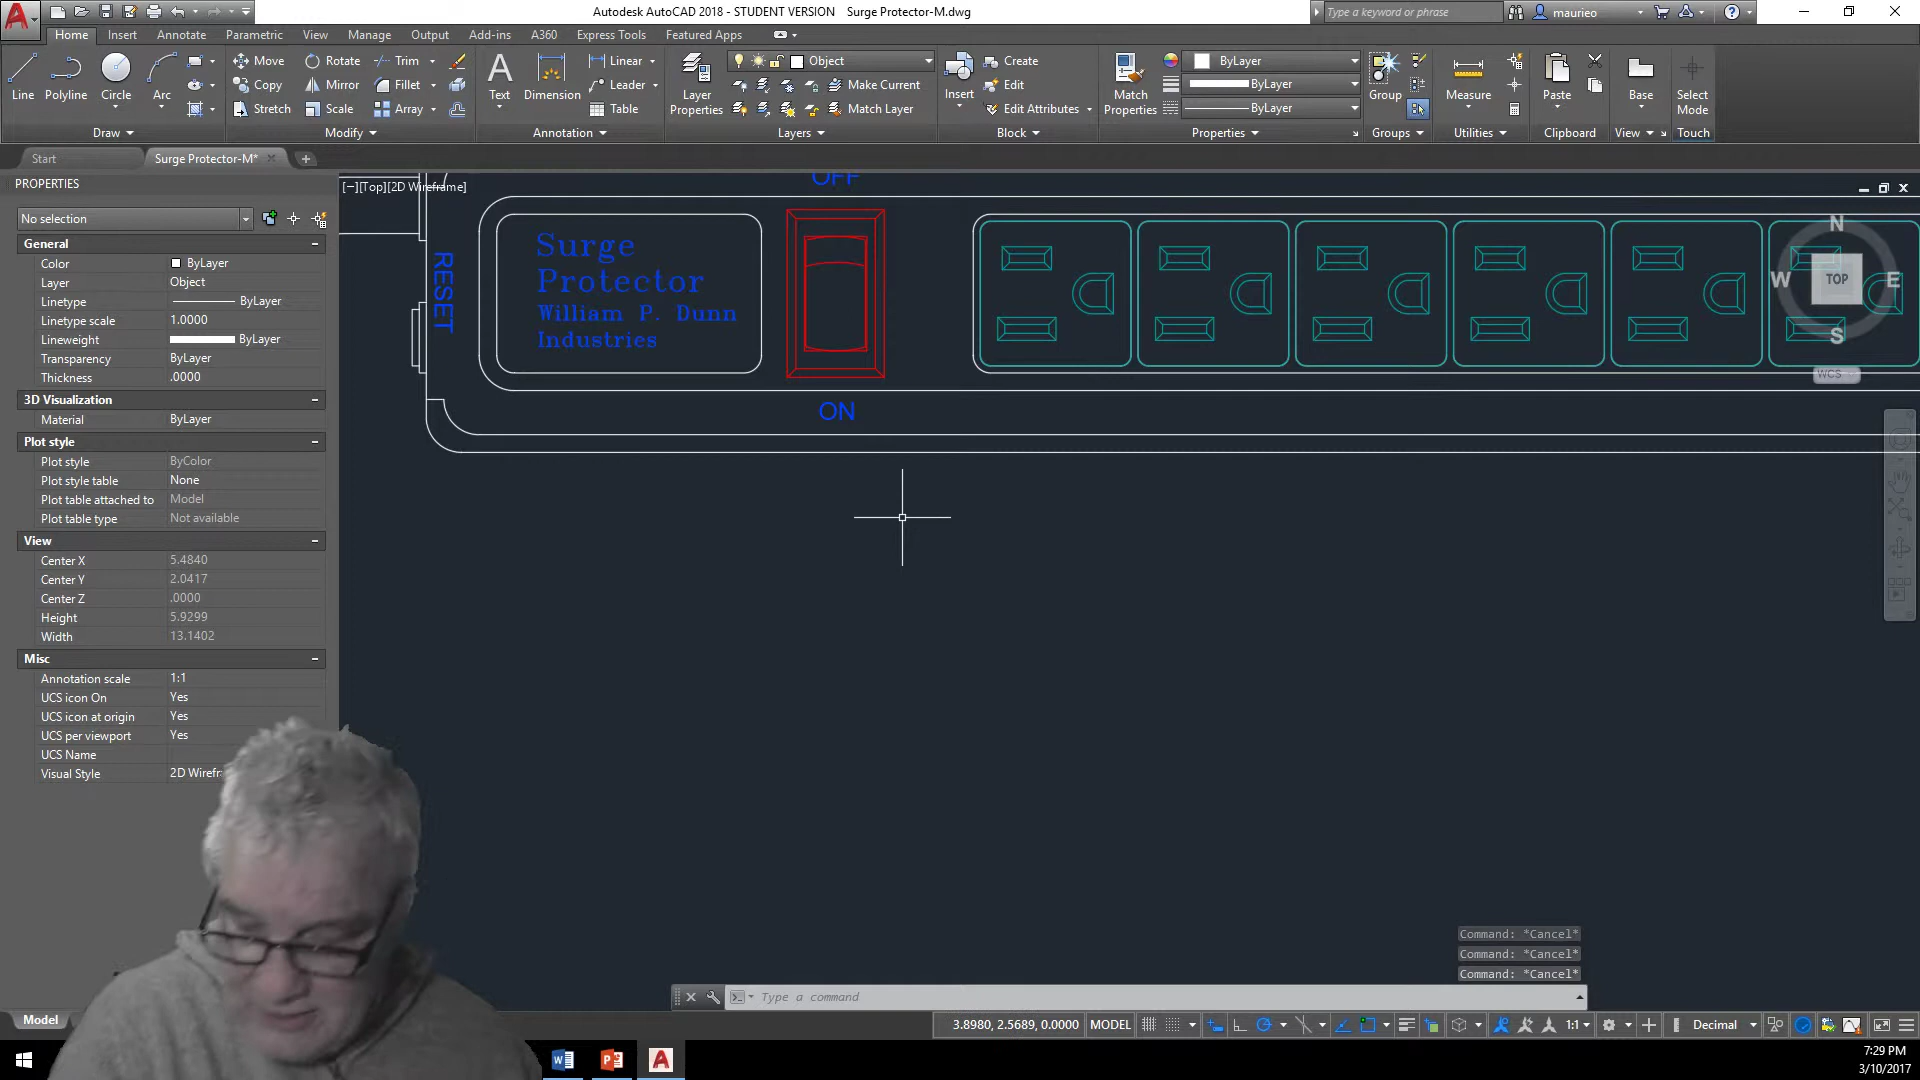 Autodesk AutoCAD 2018 - STUDENT VERSION    Surge Protector-M.dwg
Type a keyword or phrase
maurieo
Home Insert Annotate Parametric View Manage Output Add-ins A360 Express Tools Featured Apps
Line
Polyline
Circle
Arc
Draw
Move
Rotate
Trim
Copy
Mirror
Fillet
Stretch
Scale
Array
Modify
Text
Dimension
Linear
Leader
Table
Annotation
Layer
Properties
Object
Make Current
Match Layer
Layers
Insert
Create
Edit
Edit Attributes
Block
Match
Properties
ByLayer
ByLayer
ByLayer
Properties
Group
Groups
Measure
Utilities
Paste
Clipboard
Base
View
Select
Mode
Touch
Start
Surge Protector-M*
PROPERTIES
No selection
General
Color ByLayer
Layer Object
Linetype ByLayer
Linetype scale 1.0000
Lineweight ByLayer
Transparency ByLayer
Thickness .0000
3D Visualization
Material ByLayer
Plot style
Plot style ByColor
Plot style table None
Plot table attached to Model
Plot table type Not available
View
Center X 5.4840
Center Y 2.0417
Center Z .0000
Height 5.9299
Width 13.1402
Misc
Annotation scale 1:1
UCS icon On Yes
UCS icon at origin Yes
UCS per viewport Yes
UCS Name
Visual Style 2D Wirefr
[−][Top][2D Wireframe]
OFF
RESET
Surge
Protector
William P. Dunn
Industries
ON
N
W TOP E
S
WCS
Command: *Cancel*
Command: *Cancel*
Command: *Cancel*
Type a command
Model
3.8980, 2.5689, 0.0000 MODEL
1:1
Decimal
7:29 PM
3/10/2017